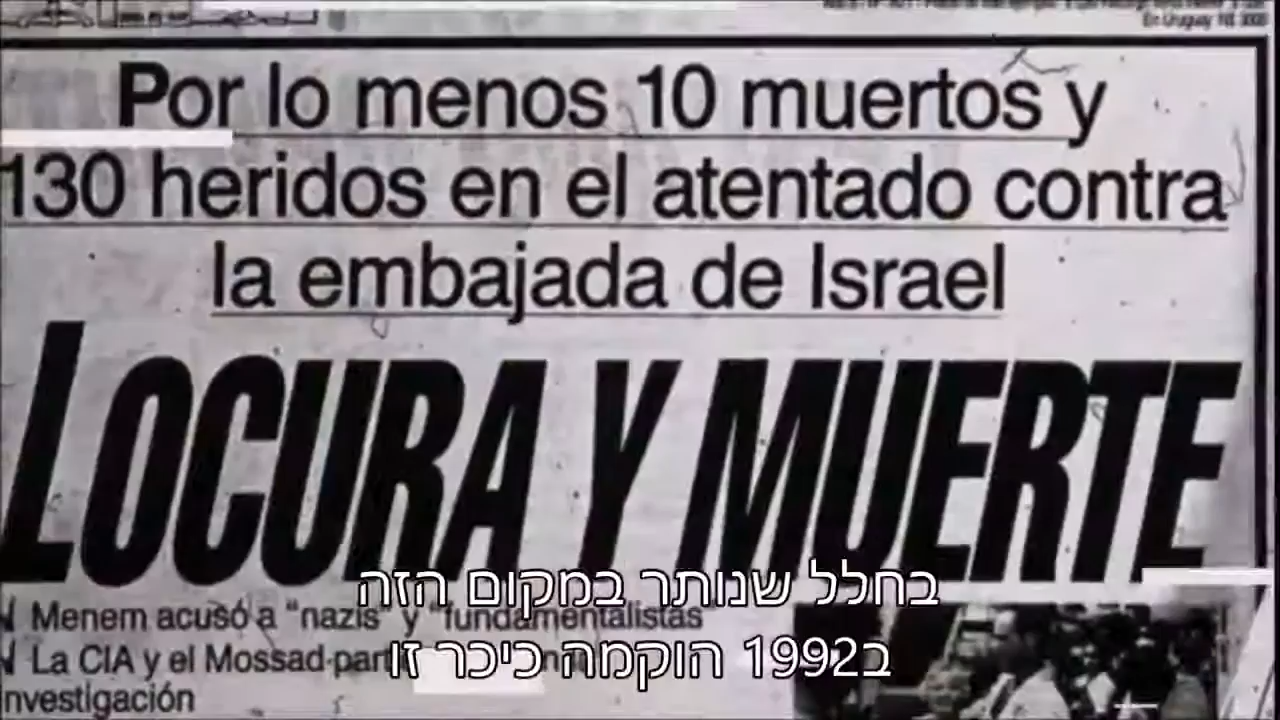 Por lo menos 10 muertos y
130 heridos en el atentado contra
la embajada de Israel
LOCURA Y MUERTE
Menem acusó a "nazis" y "fundamentalistas"
La CIA y el Mossad
investigación
בחלל שנותר במקום הזה
ב1992 הוקמה כיכר זו